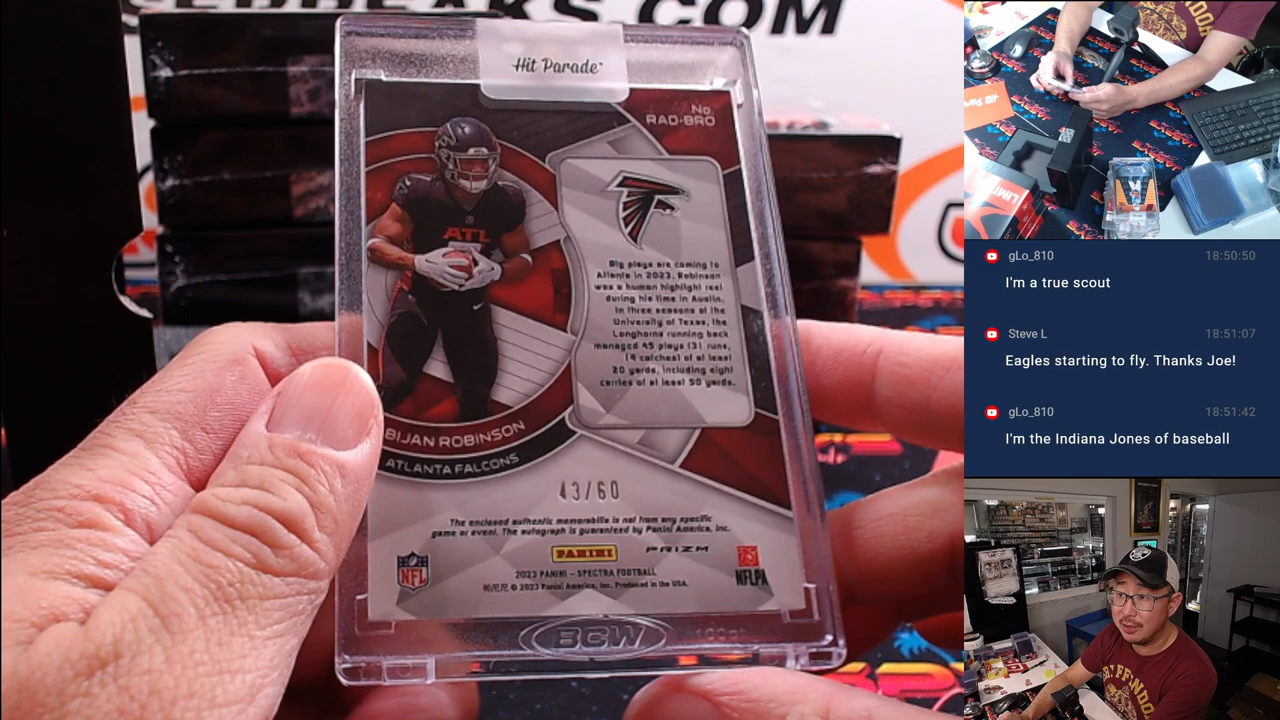 SEDBREAKS.COM
Hit Parade
No.
RAD-BRO
ATL
Big plays are coming to
Atlanta in 2023. Robinson
was a human highlight reel
during his time in Austin.
In three seasons at the
University of Texas, the
Longhorns running back
managed 45 plays (31 runs,
14 catches) of at least
20 yards, including eight
carries of at least 50 yards.
BIJAN ROBINSON
ATLANTA FALCONS
43/60
The enclosed authentic memorabilia is not from any specific
game or event. The autograph is guaranteed by Panini America, Inc.
PANINI PRIZM
NFL
NFLPA
2023 PANINI – SPECTRA FOOTBALL
© 2023 Panini America, Inc. Produced in the USA.
BCW
gLo_810 18:50:50
I'm a true scout
Steve L 18:51:07
Eagles starting to fly. Thanks Joe!
gLo_810 18:51:42
I'm the Indiana Jones of baseball